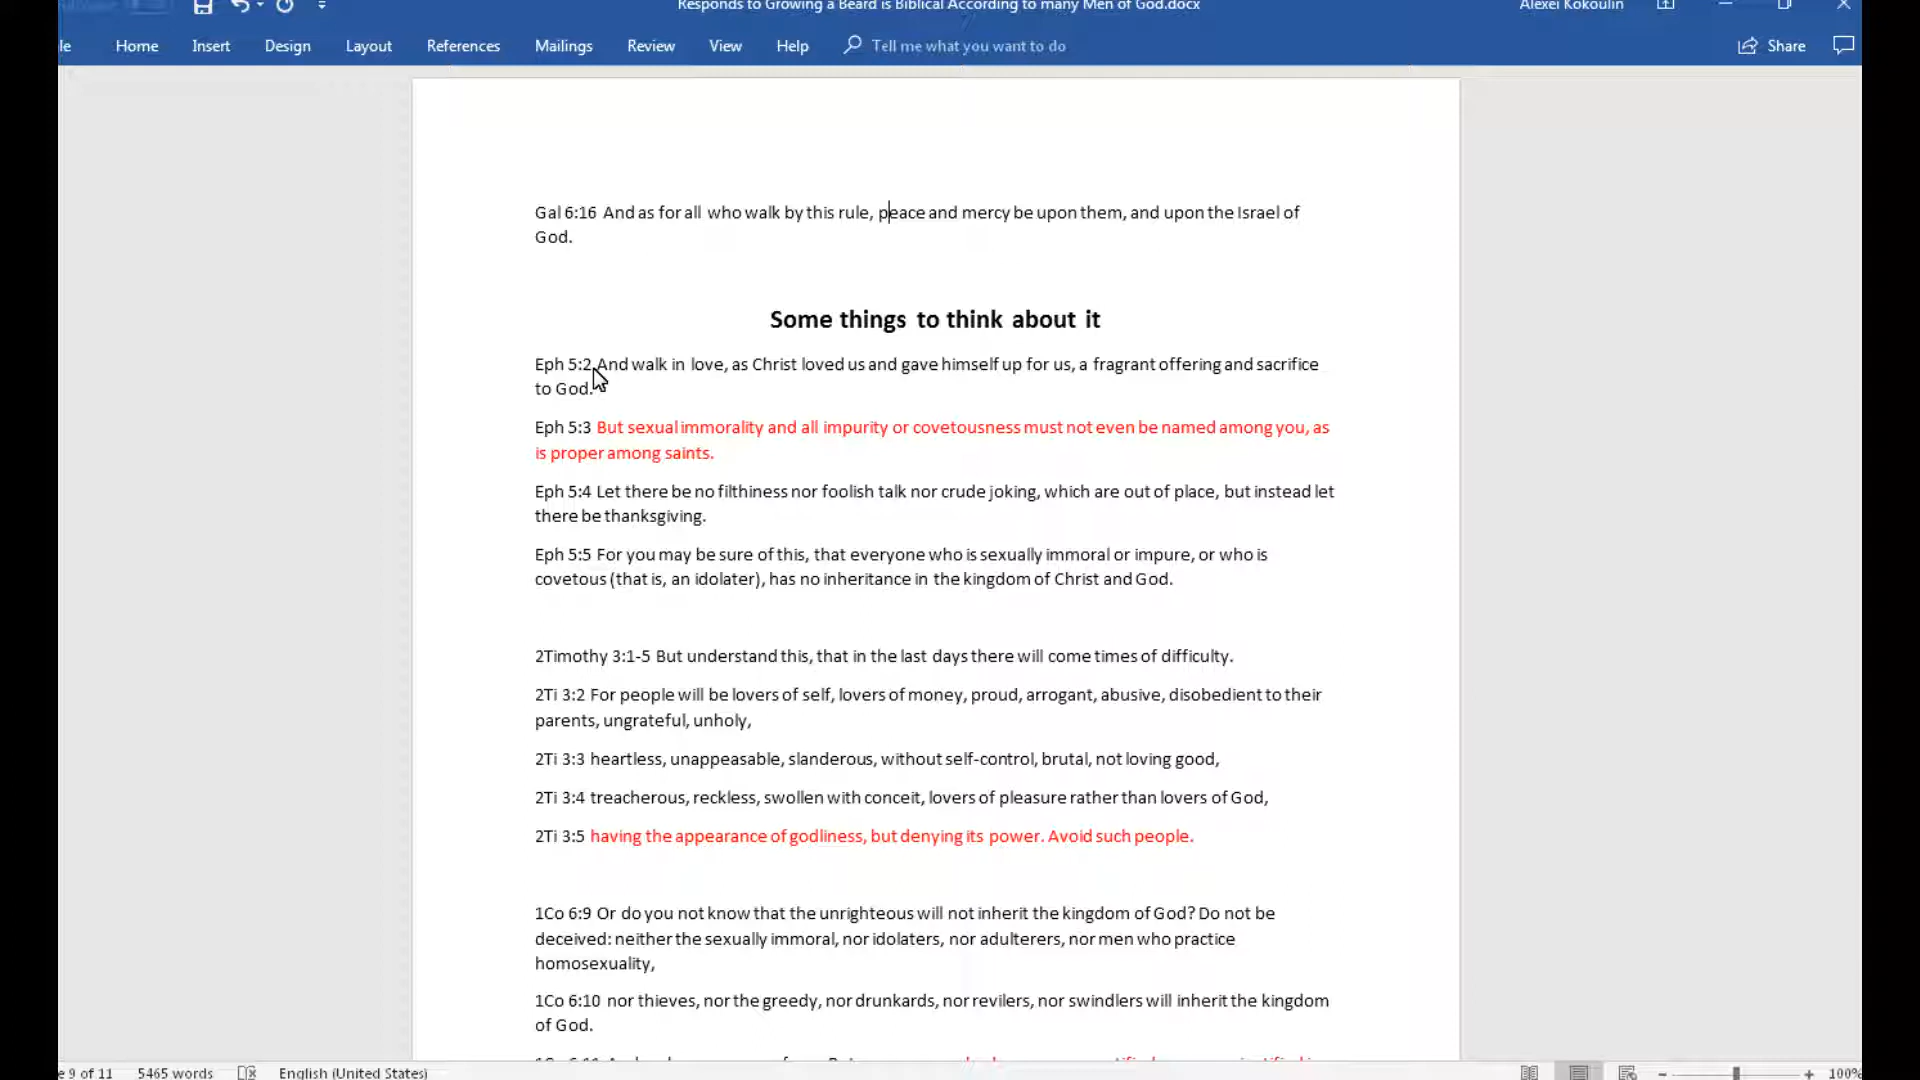 Responds to Growing a Beard is Biblical According to many Men of God.docx
Alexei Kokoulin
le Home Insert Design Layout References Mailings Review View Help Tell me what you want to do Share
Gal 6:16 And as for all who walk by this rule, peace and mercy be upon them, and upon the Israel of
God.
Some things to think about it
Eph 5:2 And walk in love, as Christ loved us and gave himself up for us, a fragrant offering and sacrifice
to God.
Eph 5:3 But sexual immorality and all impurity or covetousness must not even be named among you, as
is proper among saints.
Eph 5:4 Let there be no filthiness nor foolish talk nor crude joking, which are out of place, but instead let
there be thanksgiving.
Eph 5:5 For you may be sure of this, that everyone who is sexually immoral or impure, or who is
covetous (that is, an idolater), has no inheritance in the kingdom of Christ and God.
2Timothy 3:1-5 But understand this, that in the last days there will come times of difficulty.
2Ti 3:2 For people will be lovers of self, lovers of money, proud, arrogant, abusive, disobedient to their
parents, ungrateful, unholy,
2Ti 3:3 heartless, unappeasable, slanderous, without self-control, brutal, not loving good,
2Ti 3:4 treacherous, reckless, swollen with conceit, lovers of pleasure rather than lovers of God,
2Ti 3:5 having the appearance of godliness, but denying its power. Avoid such people.
1Co 6:9 Or do you not know that the unrighteous will not inherit the kingdom of God? Do not be
deceived: neither the sexually immoral, nor idolaters, nor adulterers, nor men who practice
homosexuality,
1Co 6:10 nor thieves, nor the greedy, nor drunkards, nor revilers, nor swindlers will inherit the kingdom
of God.
e 9 of 11 5465 words English (United States) 100%